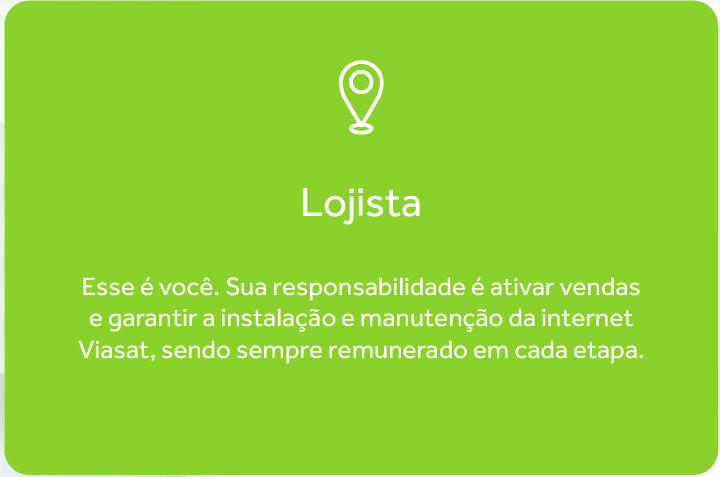 Lojista
Esse é você. Sua responsabilidade é ativar vendas
e garantir a instalação e manutenção da internet
Viasat, sendo sempre remunerado em cada etapa.